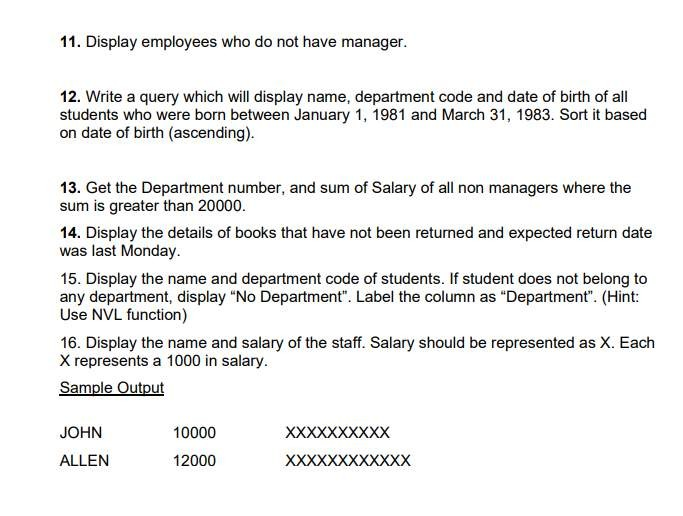 11. Display employees who do not have manager.
12. Write a query which will display name, department code and date of birth of all
students who were born between January 1, 1981 and March 31, 1983. Sort it based
on date of birth (ascending).
13. Get the Department number, and sum of Salary of all non managers where the
sum is greater than 20000.
14. Display the details of books that have not been returned and expected return date
was last Monday.
15. Display the name and department code of students. If student does not belong to
any department, display “No Department”. Label the column as “Department”. (Hint:
Use NVL function)
16. Display the name and salary of the staff. Salary should be represented as X. Each
X represents a 1000 in salary.
Sample Output
JOHN 10000 XXXXXXXXXX
ALLEN 12000 XXXXXXXXXXXX